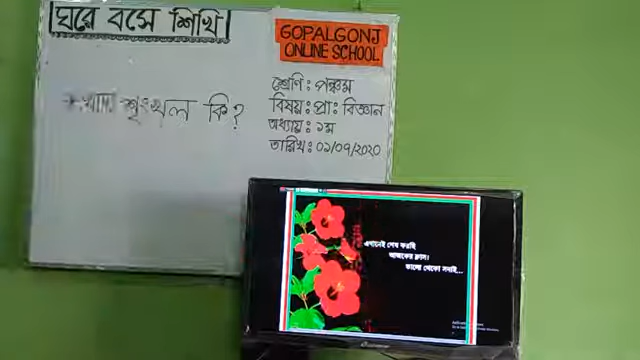 ঘরে বসে শিখি
GOPALGONJ
ONLINE SCHOOL
শ্রেণি: পঞ্চম
বিষয়: প্রা: বিজ্ঞান
অধ্যায়: ১ম
তারিখ: ০১/০৭/২০২০
খাদ্য শৃংখল কি?
এখানেই শেষ করছি
আজকের ক্লাস।
ভালো থেকো সবাই...